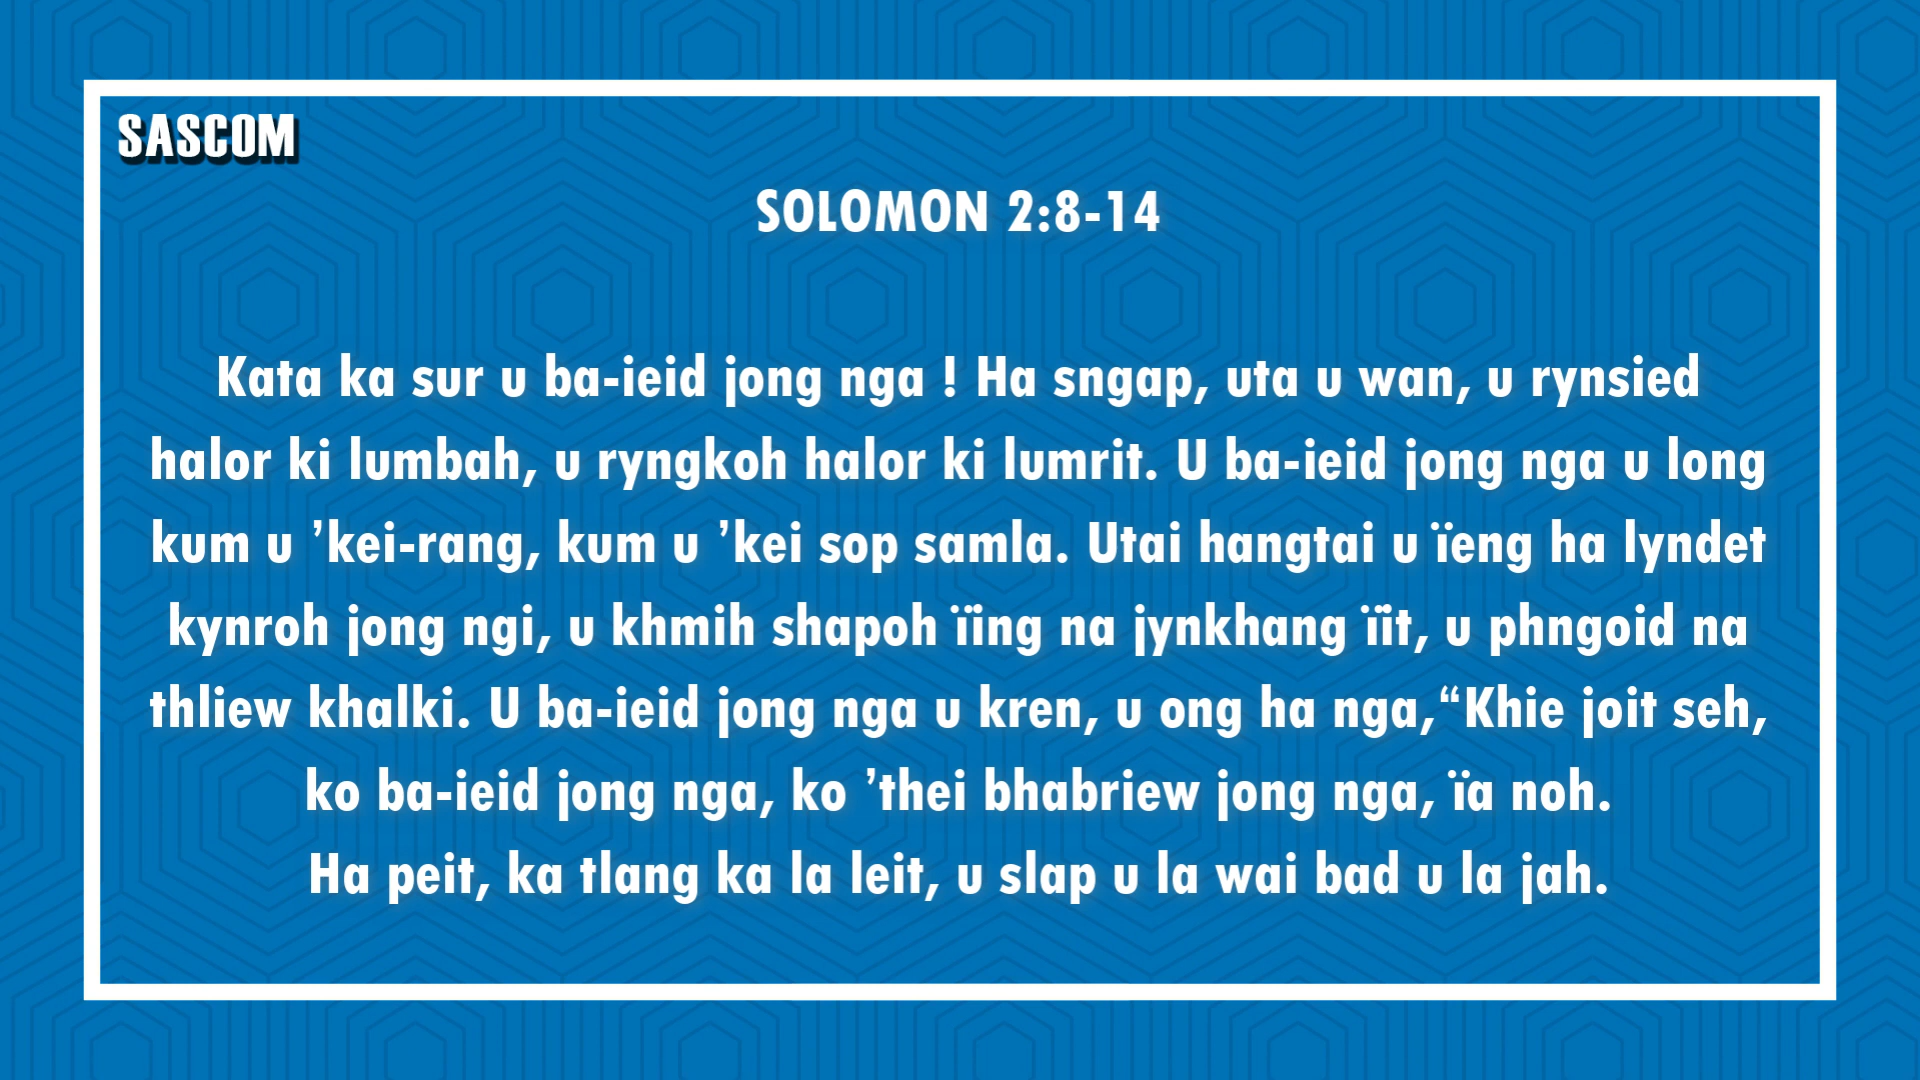 SASCOM
SOLOMON 2:8-14
Kata ka sur u ba-ieid jong nga ! Ha sngap, uta u wan, u rynsied
halor ki lumbah, u ryngkoh halor ki lumrit. U ba-ieid jong nga u long
kum u ’kei-rang, kum u ’kei sop samla. Utai hangtai u ïeng ha lyndet
kynroh jong ngi, u khmih shapoh ïing na jynkhang ïit, u phngoid na
thliew khalki. U ba-ieid jong nga u kren, u ong ha nga,“Khie joit seh,
ko ba-ieid jong nga, ko ’thei bhabriew jong nga, ïa noh.
Ha peit, ka tlang ka la leit, u slap u la wai bad u la jah.